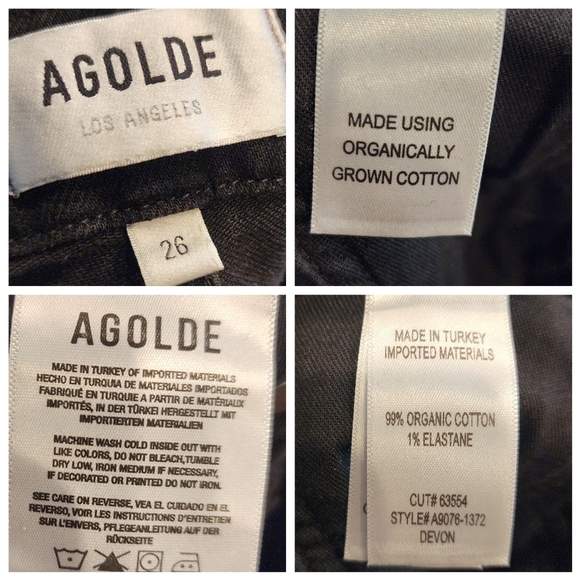 AGOLDE
LOS ANGELES
26
MADE USING
ORGANICALLY
GROWN COTTON
AGOLDE
MADE IN TURKEY OF IMPORTED MATERIALS
HECHO EN TURQUIA DE MATERIALES IMPORTADOS
FABRIQUÉ EN TURQUIE A PARTIR DE MATÉRIAUX
IMPORTÉS, IN DER TÜRKEI HERGESTELLT MIT
IMPORTIERTEN MATERIALIEN
MACHINE WASH COLD INSIDE OUT WITH
LIKE COLORS, DO NOT BLEACH,TUMBLE
DRY LOW, IRON MEDIUM IF NECESSARY,
IF DECORATED OR PRINTED DO NOT IRON.
SEE CARE ON REVERSE, VEA EL CUIDADO EN EL
REVERSO, VOIR LES INSTRUCTIONS D'ENTRETIEN
SUR L'ENVERS, PFLEGEANLEITUNG AUF DER
RÜCKSEITE
MADE IN TURKEY
IMPORTED MATERIALS
99% ORGANIC COTTON
1% ELASTANE
CUT# 63554
STYLE# A9076-1372
DEVON